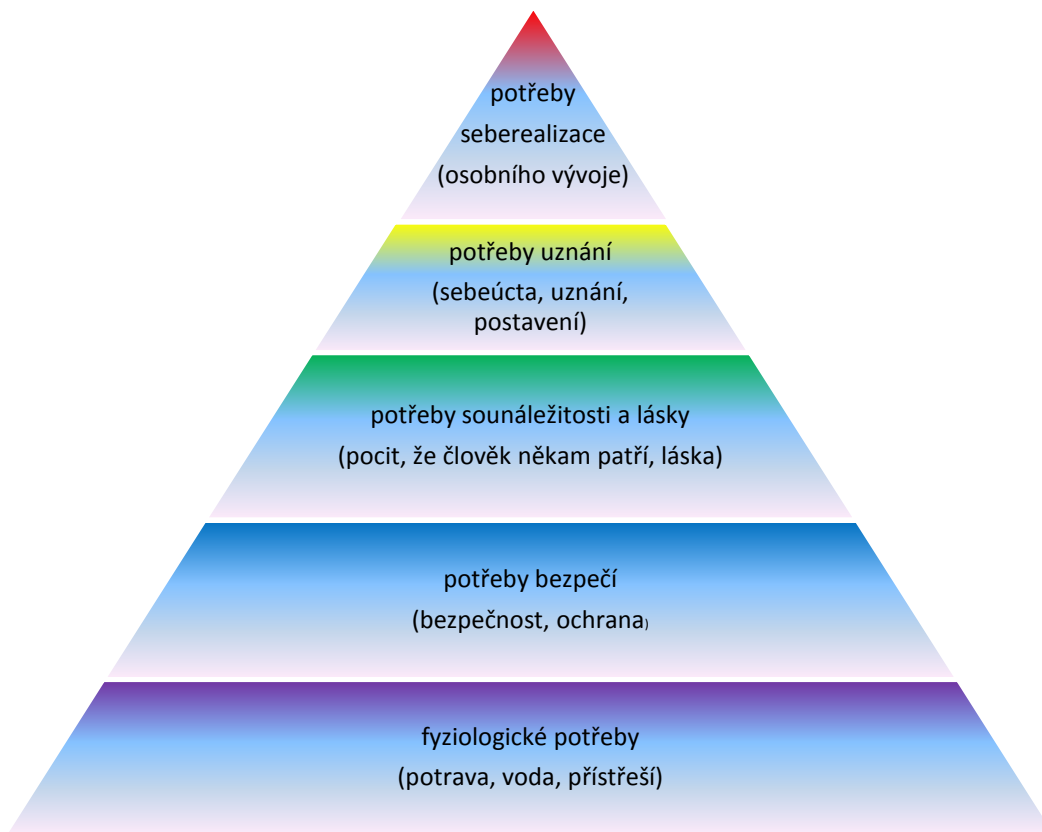 potřeby
seberealizace
(osobního vývoje)
potřeby uznání
(sebeúcta, uznání,
postavení)
potřeby sounáležitosti a lásky
(pocit, že člověk někam patří, láska)
potřeby bezpečí
(bezpečnost, ochrana)
fyziologické potřeby
(potrava, voda, přístřeší)